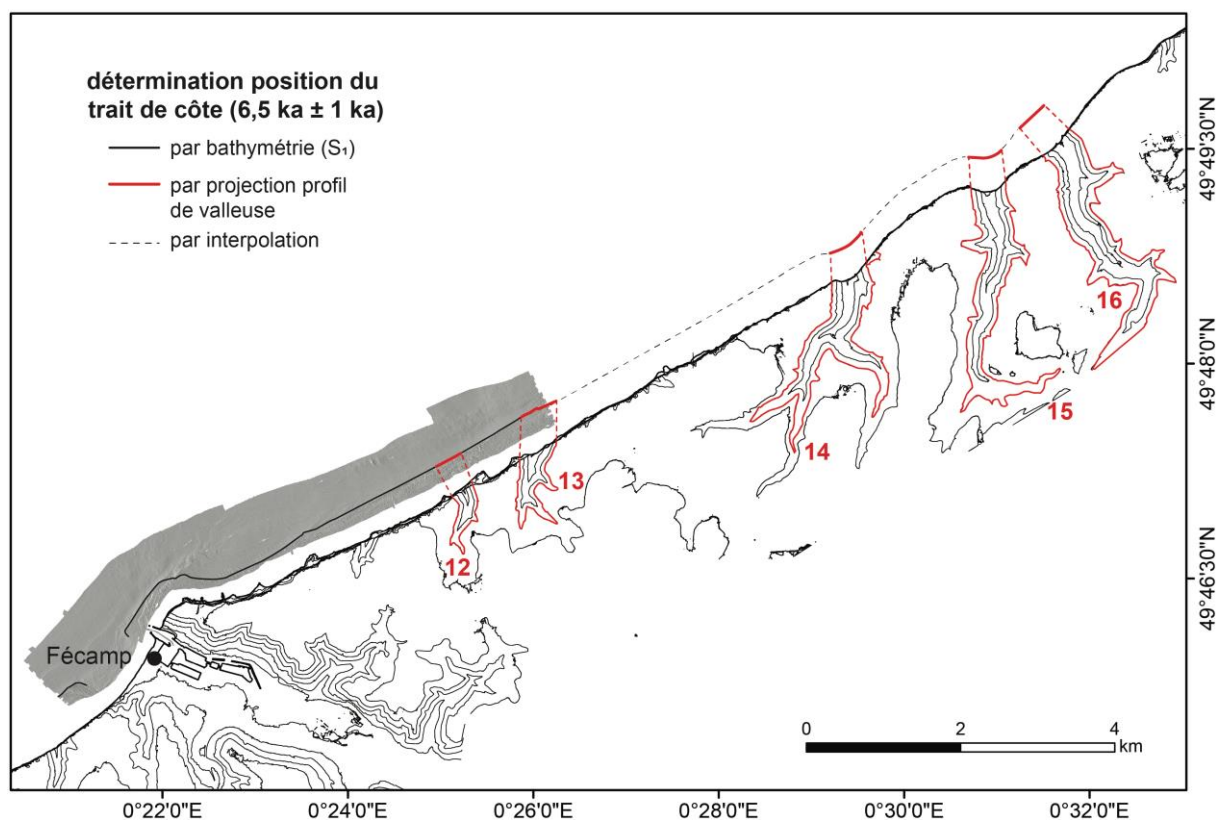 détermination position du
trait de côte (6,5 ka ± 1 ka)
par bathymétrie (S₁)
par projection profil
de valleuse
par interpolation
49°49'30"N
16
49°48'0"N
15
14
13
12
49°46'30"N
Fécamp
0 2 4
km
0°22'0"E 0°24'0"E 0°26'0"E 0°28'0"E 0°30'0"E 0°32'0"E